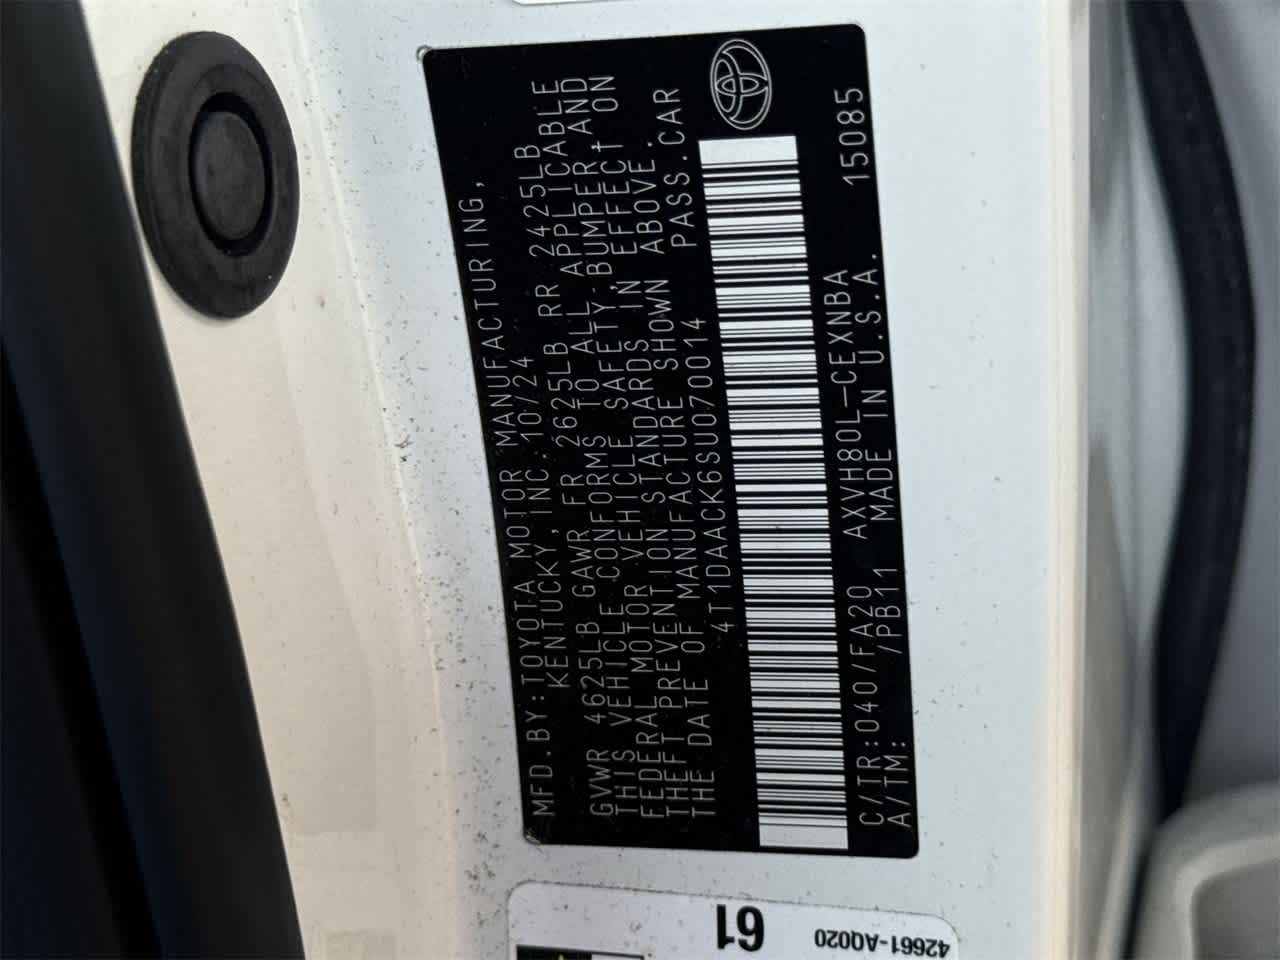 MFD.BY:TOYOTA MOTOR MANUFACTURING,
KENTUCKY, INC. 10/24
GVWR 4625LB GAWR FR 2625LB RR 2425LB
THIS VEHICLE CONFORMS TO ALL APPLICABLE
FEDERAL MOTOR VEHICLE SAFETY, BUMPER, AND
THEFT PREVENTION STANDARDS IN EFFECT ON
THE DATE OF MANUFACTURE SHOWN ABOVE.
4T1DAACK6SU070014 PASS.CAR
C/TR:040/FA20 AXVH80L-CEXNBA 15085
A/TM: /PB11 MADE IN U.S.A.
61
42661-AQ020